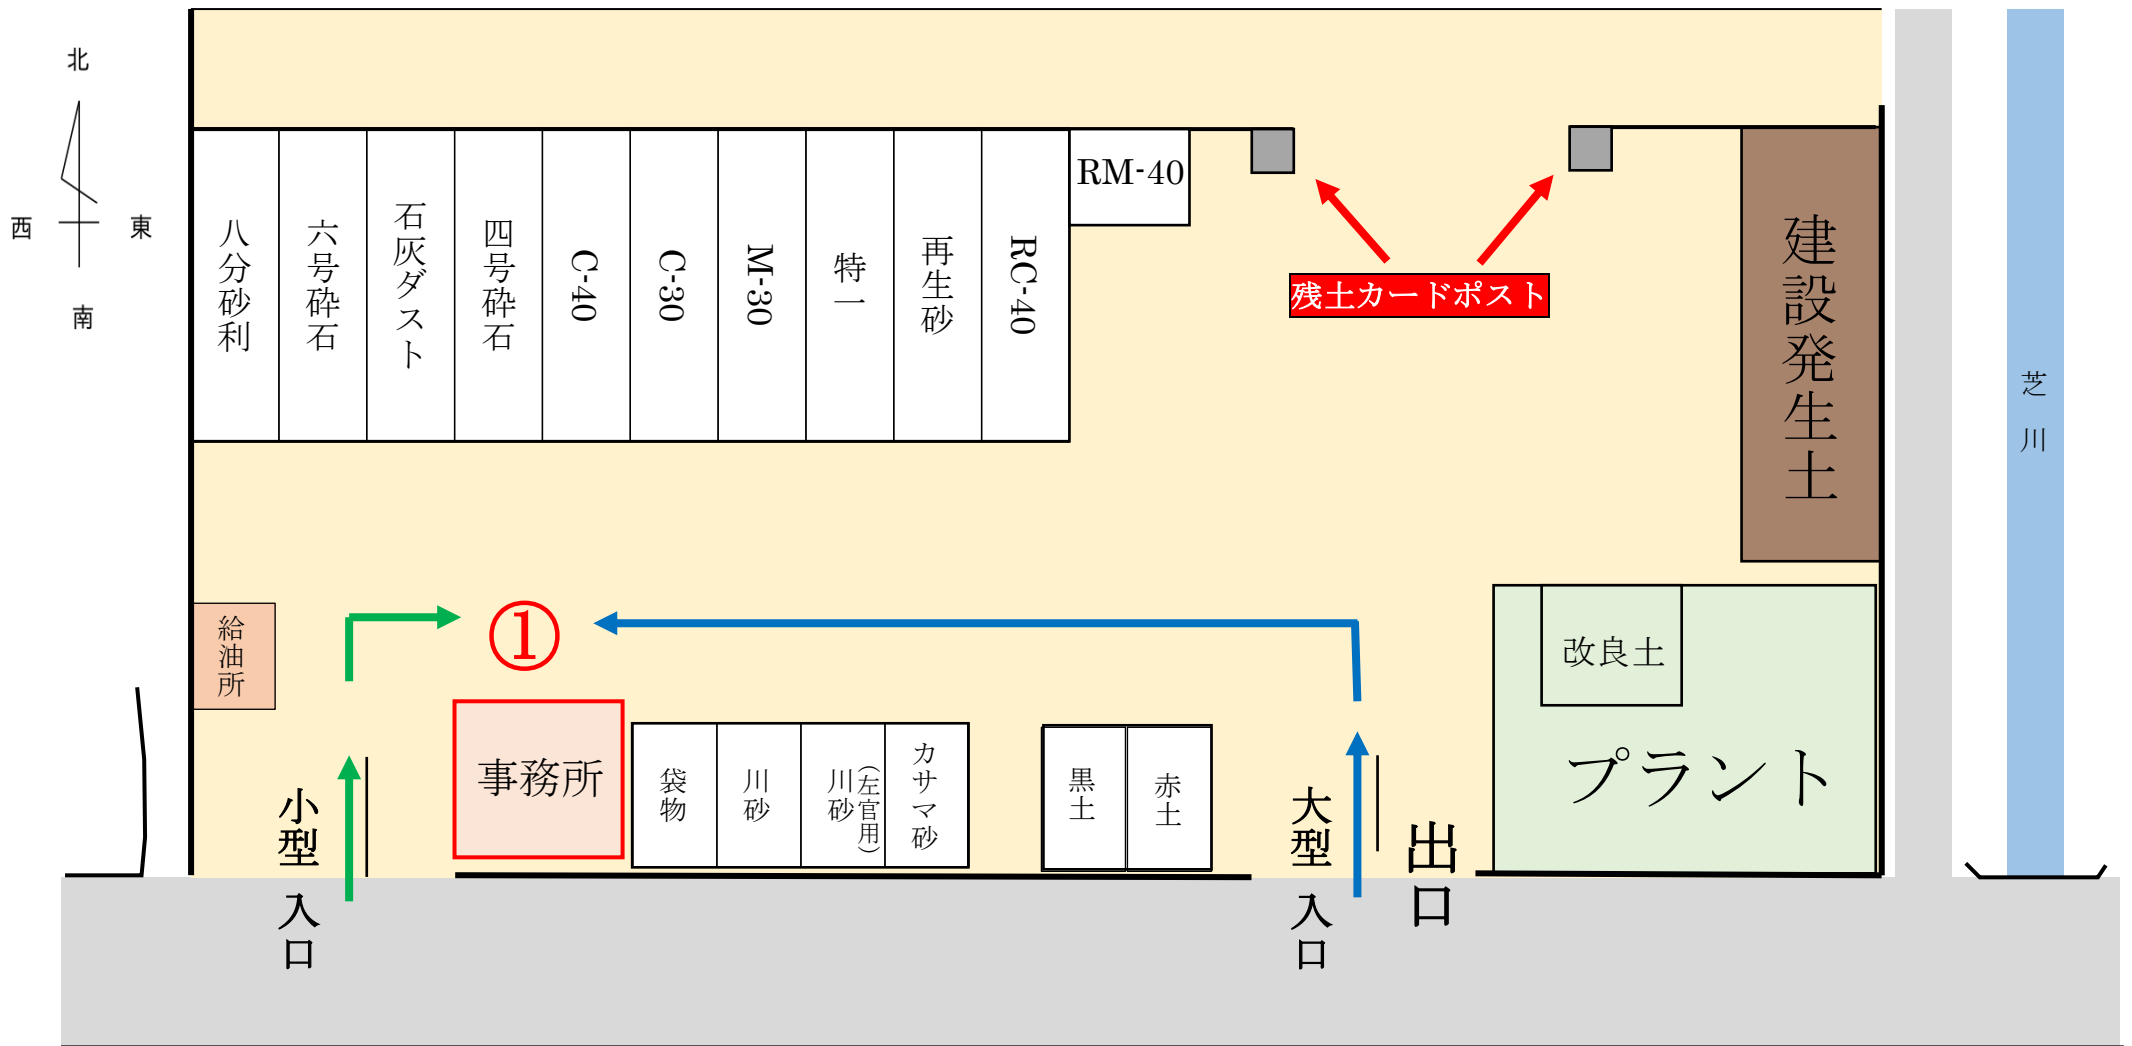 北
西
東
南
八分砂利
六号砕石
石灰ダスト
四号砕石
C-40
C-30
M-30
特一
再生砂
RC-40
RM-40
残土カードポスト
建設発生土
芝川
給油所
①
事務所
袋物
川砂
川砂(左官用)
カサマ砂
黒土
赤土
改良土
プラント
小型 入口
大型 入口
出口